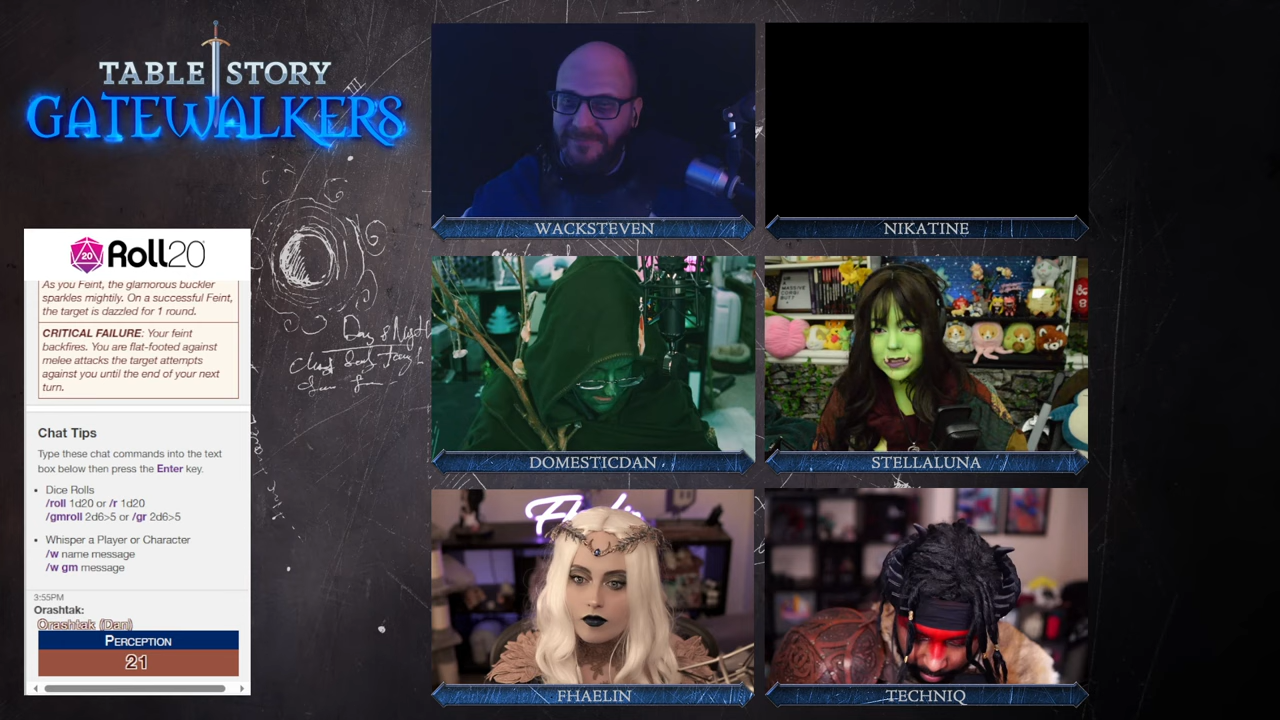 TABLE STORY
GATEWALKERS
WACKSTEVEN
NIKATINE
20
Roll20
As you Feint, the glamorous buckler
sparkles mightily. On a successful Feint,
the target is dazzled for 1 round.
CRITICAL FAILURE: Your feint
backfires. You are flat-footed against
melee attacks the target attempts
against you until the end of your next
turn.
Chat Tips
Type these chat commands into the text
box below then press the Enter key.
• Dice Rolls
/roll 1d20 or /r 1d20
/gmroll 2d6>5 or /gr 2d6>5
• Whisper a Player or Character
/w name message
/w gm message
3:55PM
Orashtak:
Orashtak (Dan)
PERCEPTION
21
DOMESTICDAN
STELLALUNA
Fhaelin
FHAELIN
TECHNIQ